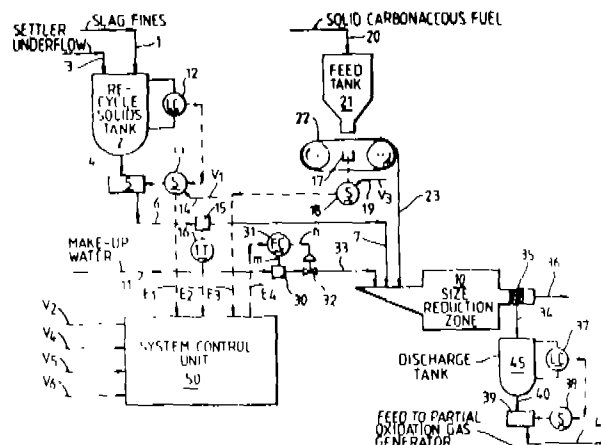 SLAG FINES
SETTLER
UNDERFLOW
1
3
RE-
CYCLE
SOLIDS
TANK
2
LC
12
4
5
S
V1
14
6
15
16
MAKE-UP
WATER
SOLID CARBONACEOUS FUEL
20
FEED
TANK
21
22
17
S
18
19
V3
23
31
FC
m
n
7
33
30
32
E1
E2
E3
E4
V2
V4
V5
V6
SYSTEM CONTROL
UNIT
50
SIZE REDUCTION
ZONE
35
36
34
DISCHARGE
TANK
45
LC
37
S
38
39
40
FEED TO PARTIAL
OXIDATION GAS
GENERATOR